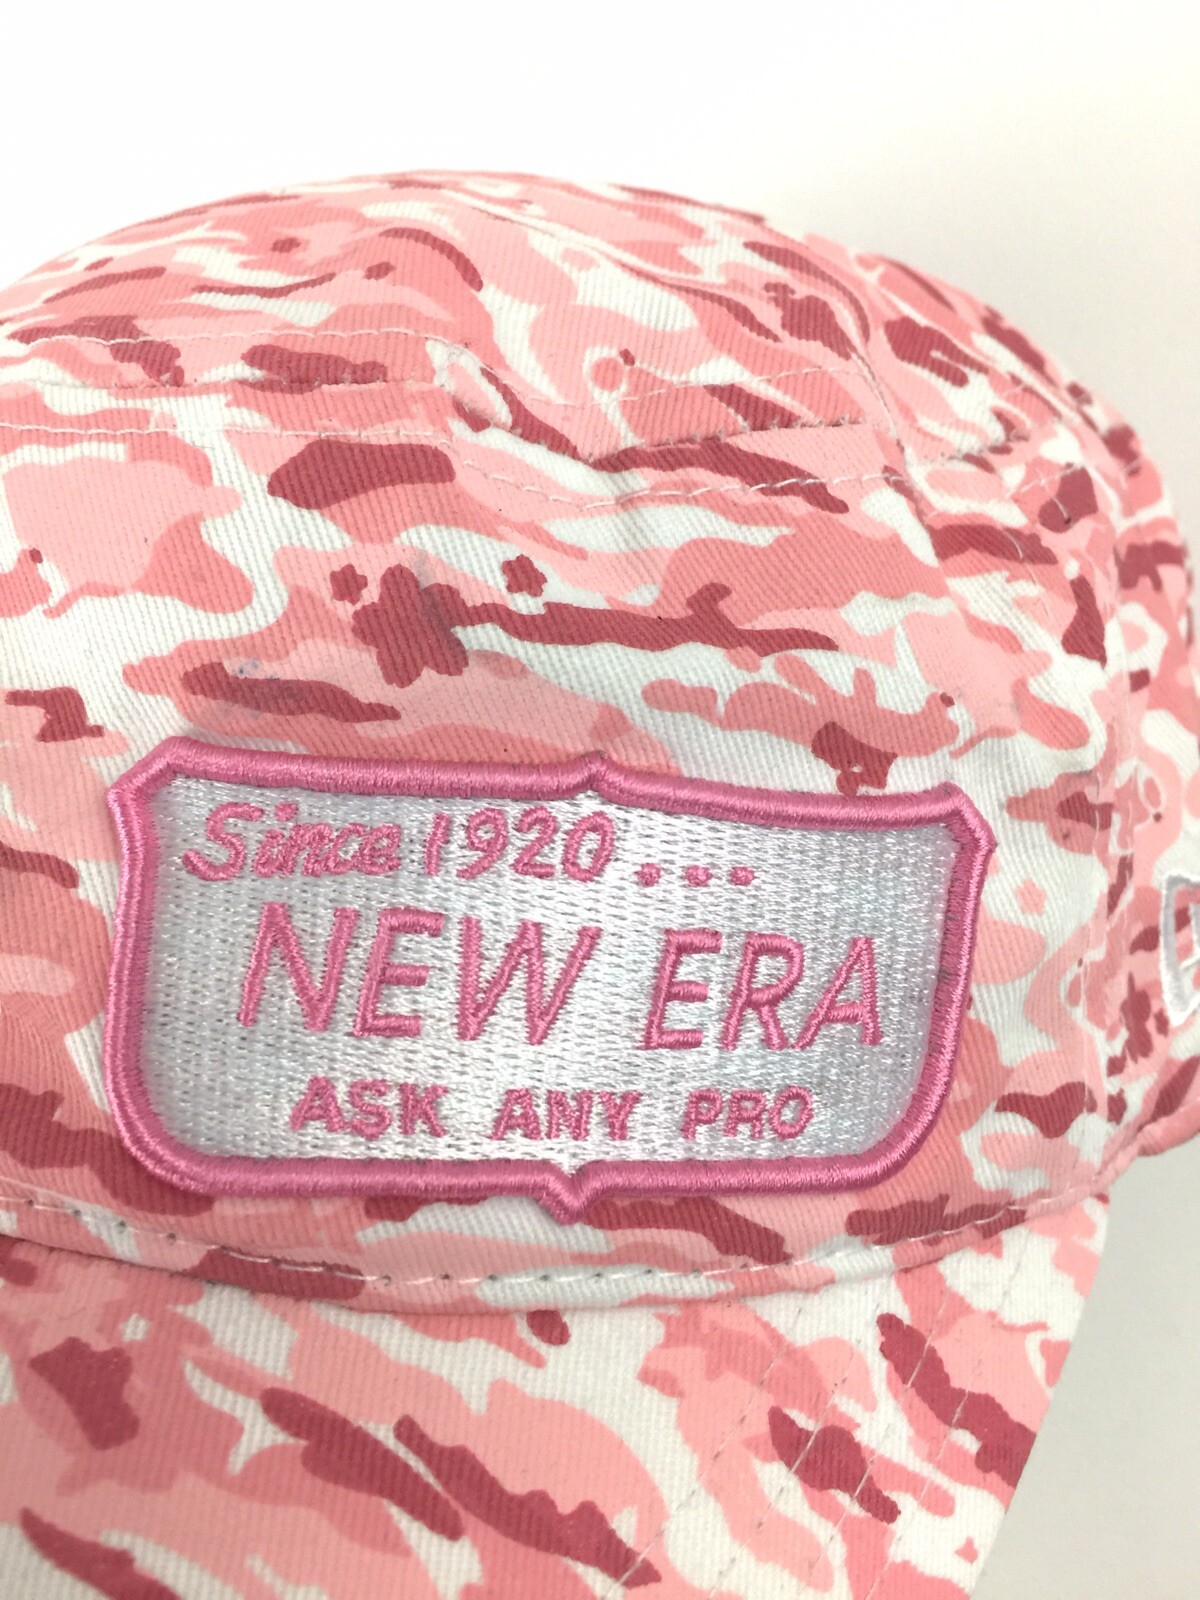 Since 1920...
NEW ERA
ASK ANY PRO